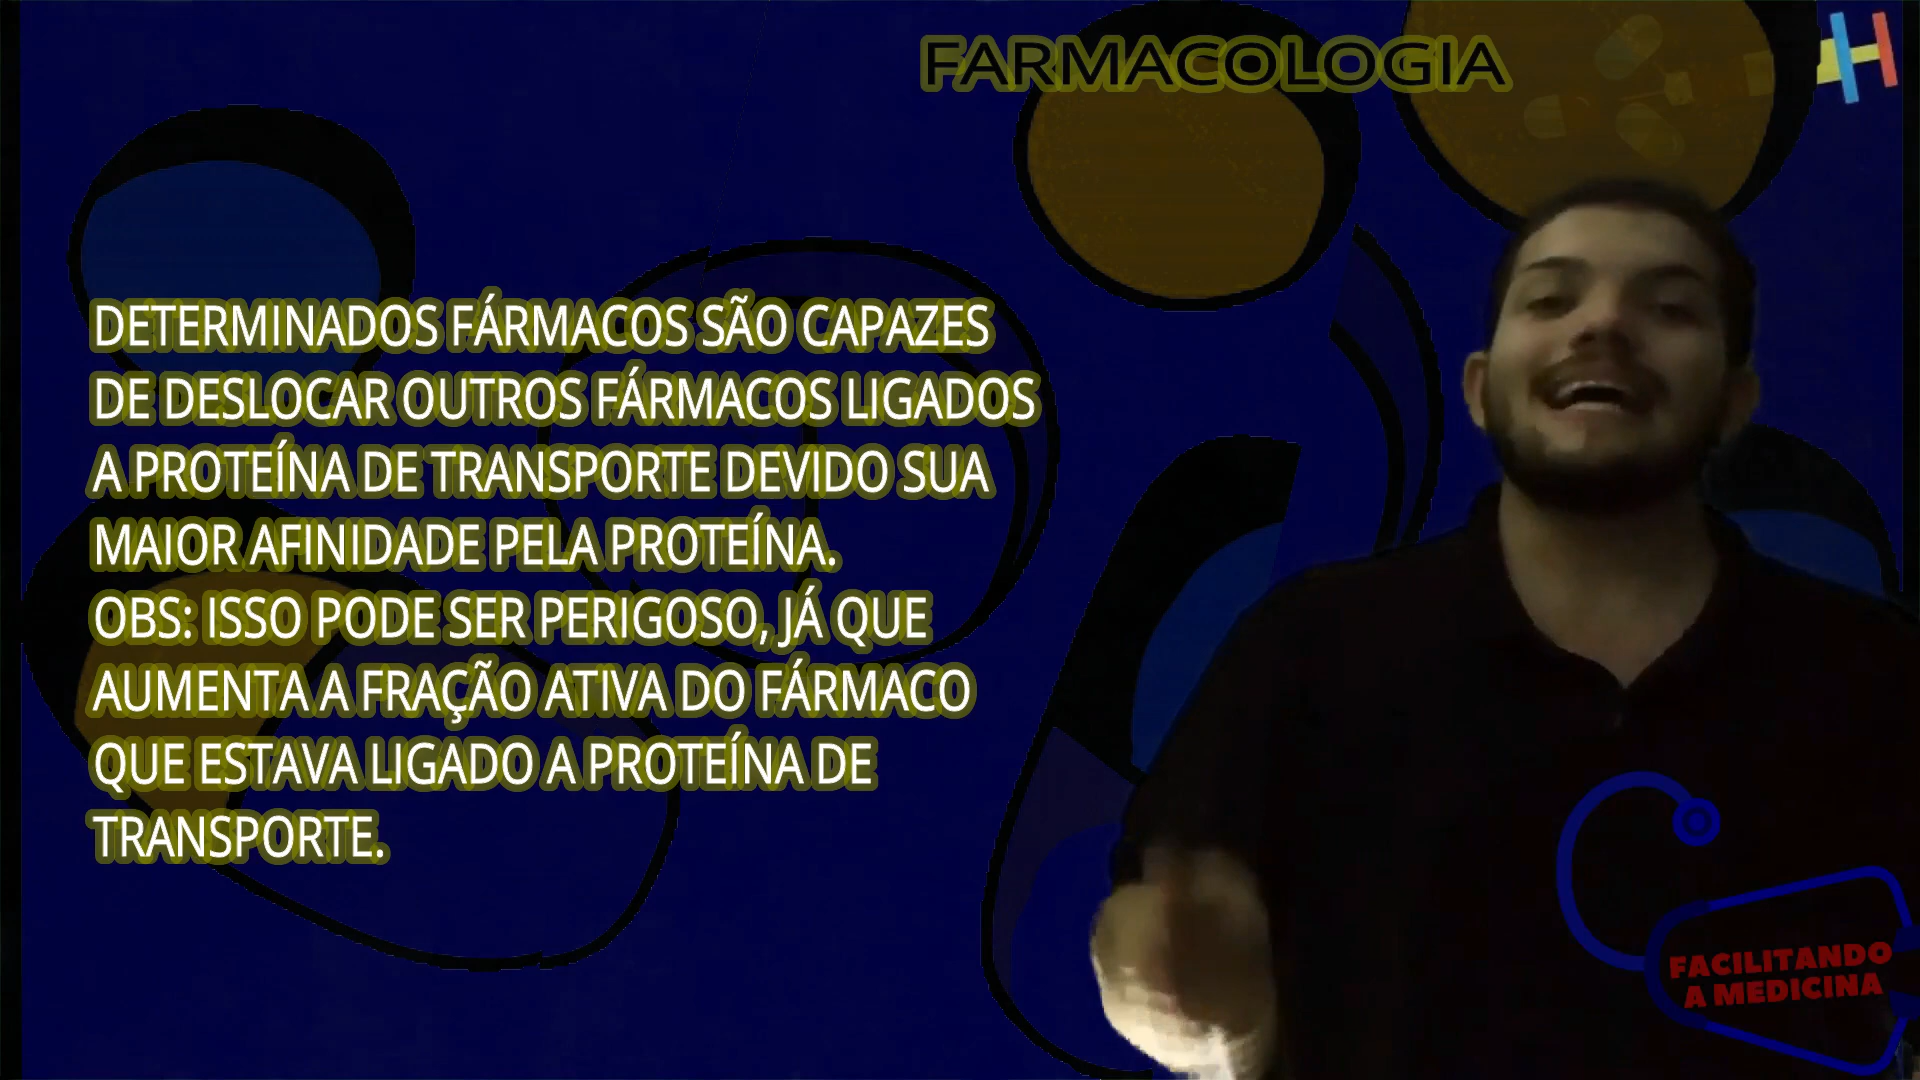 FARMACOLOGIA
H
DETERMINADOS FÁRMACOS SÃO CAPAZES
DE DESLOCAR OUTROS FÁRMACOS LIGADOS
A PROTEÍNA DE TRANSPORTE DEVIDO SUA
MAIOR AFINIDADE PELA PROTEÍNA.
OBS: ISSO PODE SER PERIGOSO, JÁ QUE
AUMENTA A FRAÇÃO ATIVA DO FÁRMACO
QUE ESTAVA LIGADO A PROTEÍNA DE
TRANSPORTE.
FACILITANDO
A MEDICINA